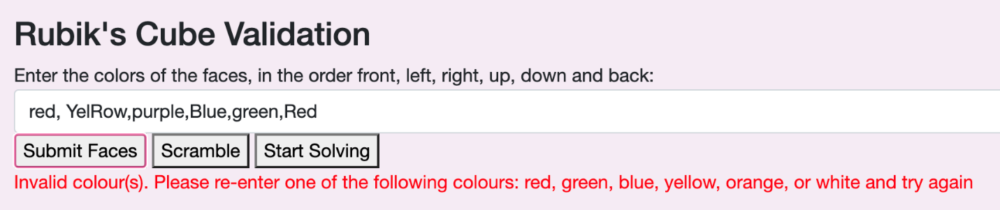 Rubik's Cube Validation
Enter the colors of the faces, in the order front, left, right, up, down and back:
red, YelRow,purple,Blue,green,Red
Submit Faces Scramble Start Solving
Invalid colour(s). Please re-enter one of the following colours: red, green, blue, yellow, orange, or white and try again